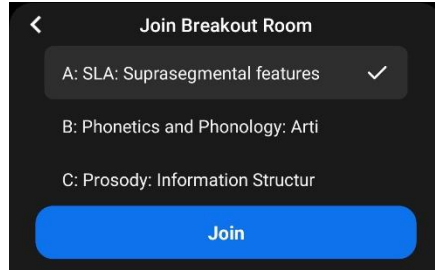 Join Breakout Room
A: SLA: Suprasegmental features
B: Phonetics and Phonology: Arti
C: Prosody: Information Structur
Join